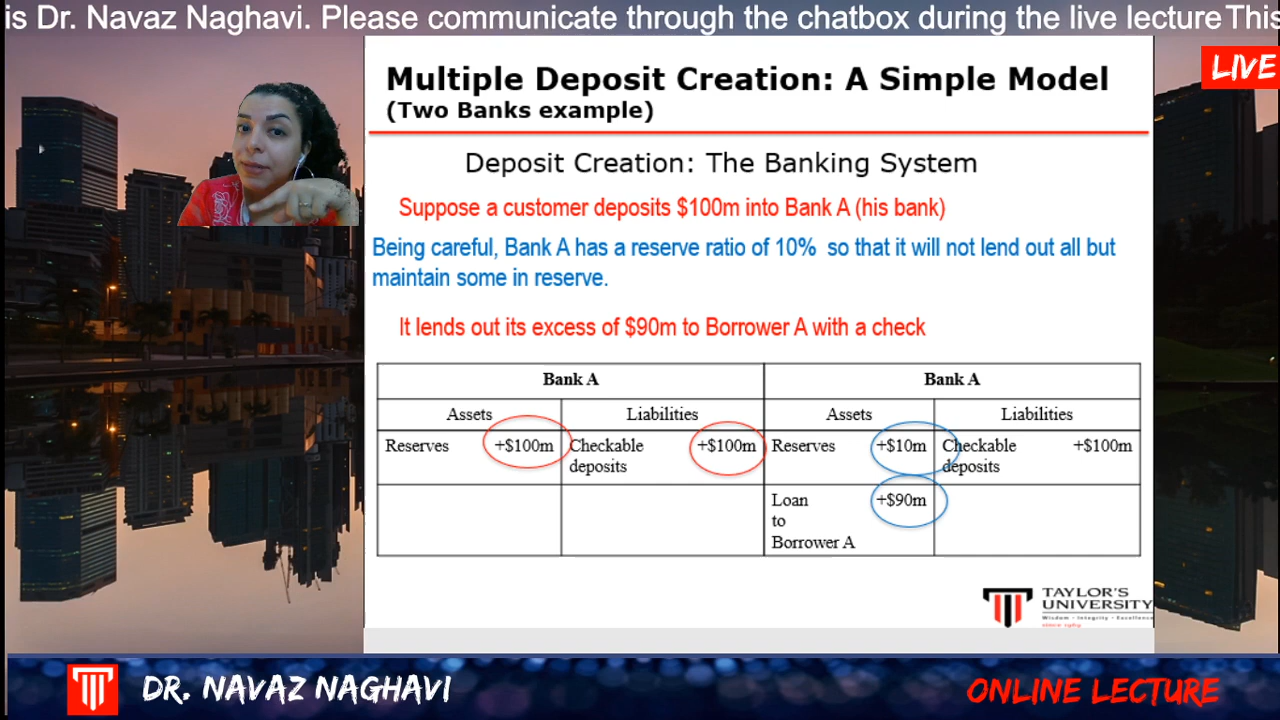 is Dr. Navaz Naghavi. Please communicate through the chatbox during the live lecture This
LIVE
Multiple Deposit Creation: A Simple Model
(Two Banks example)
Deposit Creation: The Banking System
Suppose a customer deposits $100m into Bank A (his bank)
Being careful, Bank A has a reserve ratio of 10% so that it will not lend out all but
maintain some in reserve.
It lends out its excess of $90m to Borrower A with a check
Bank A Bank A
Assets Liabilities Assets Liabilities
Reserves +$100m Checkable +$100m Reserves +$10m Checkable +$100m
deposits deposits
Loan +$90m
to
Borrower A
TAYLOR'S
UNIVERSITY
Wisdom • Integrity • Excellence
since 1969
DR. NAVAZ NAGHAVI
ONLINE LECTURE